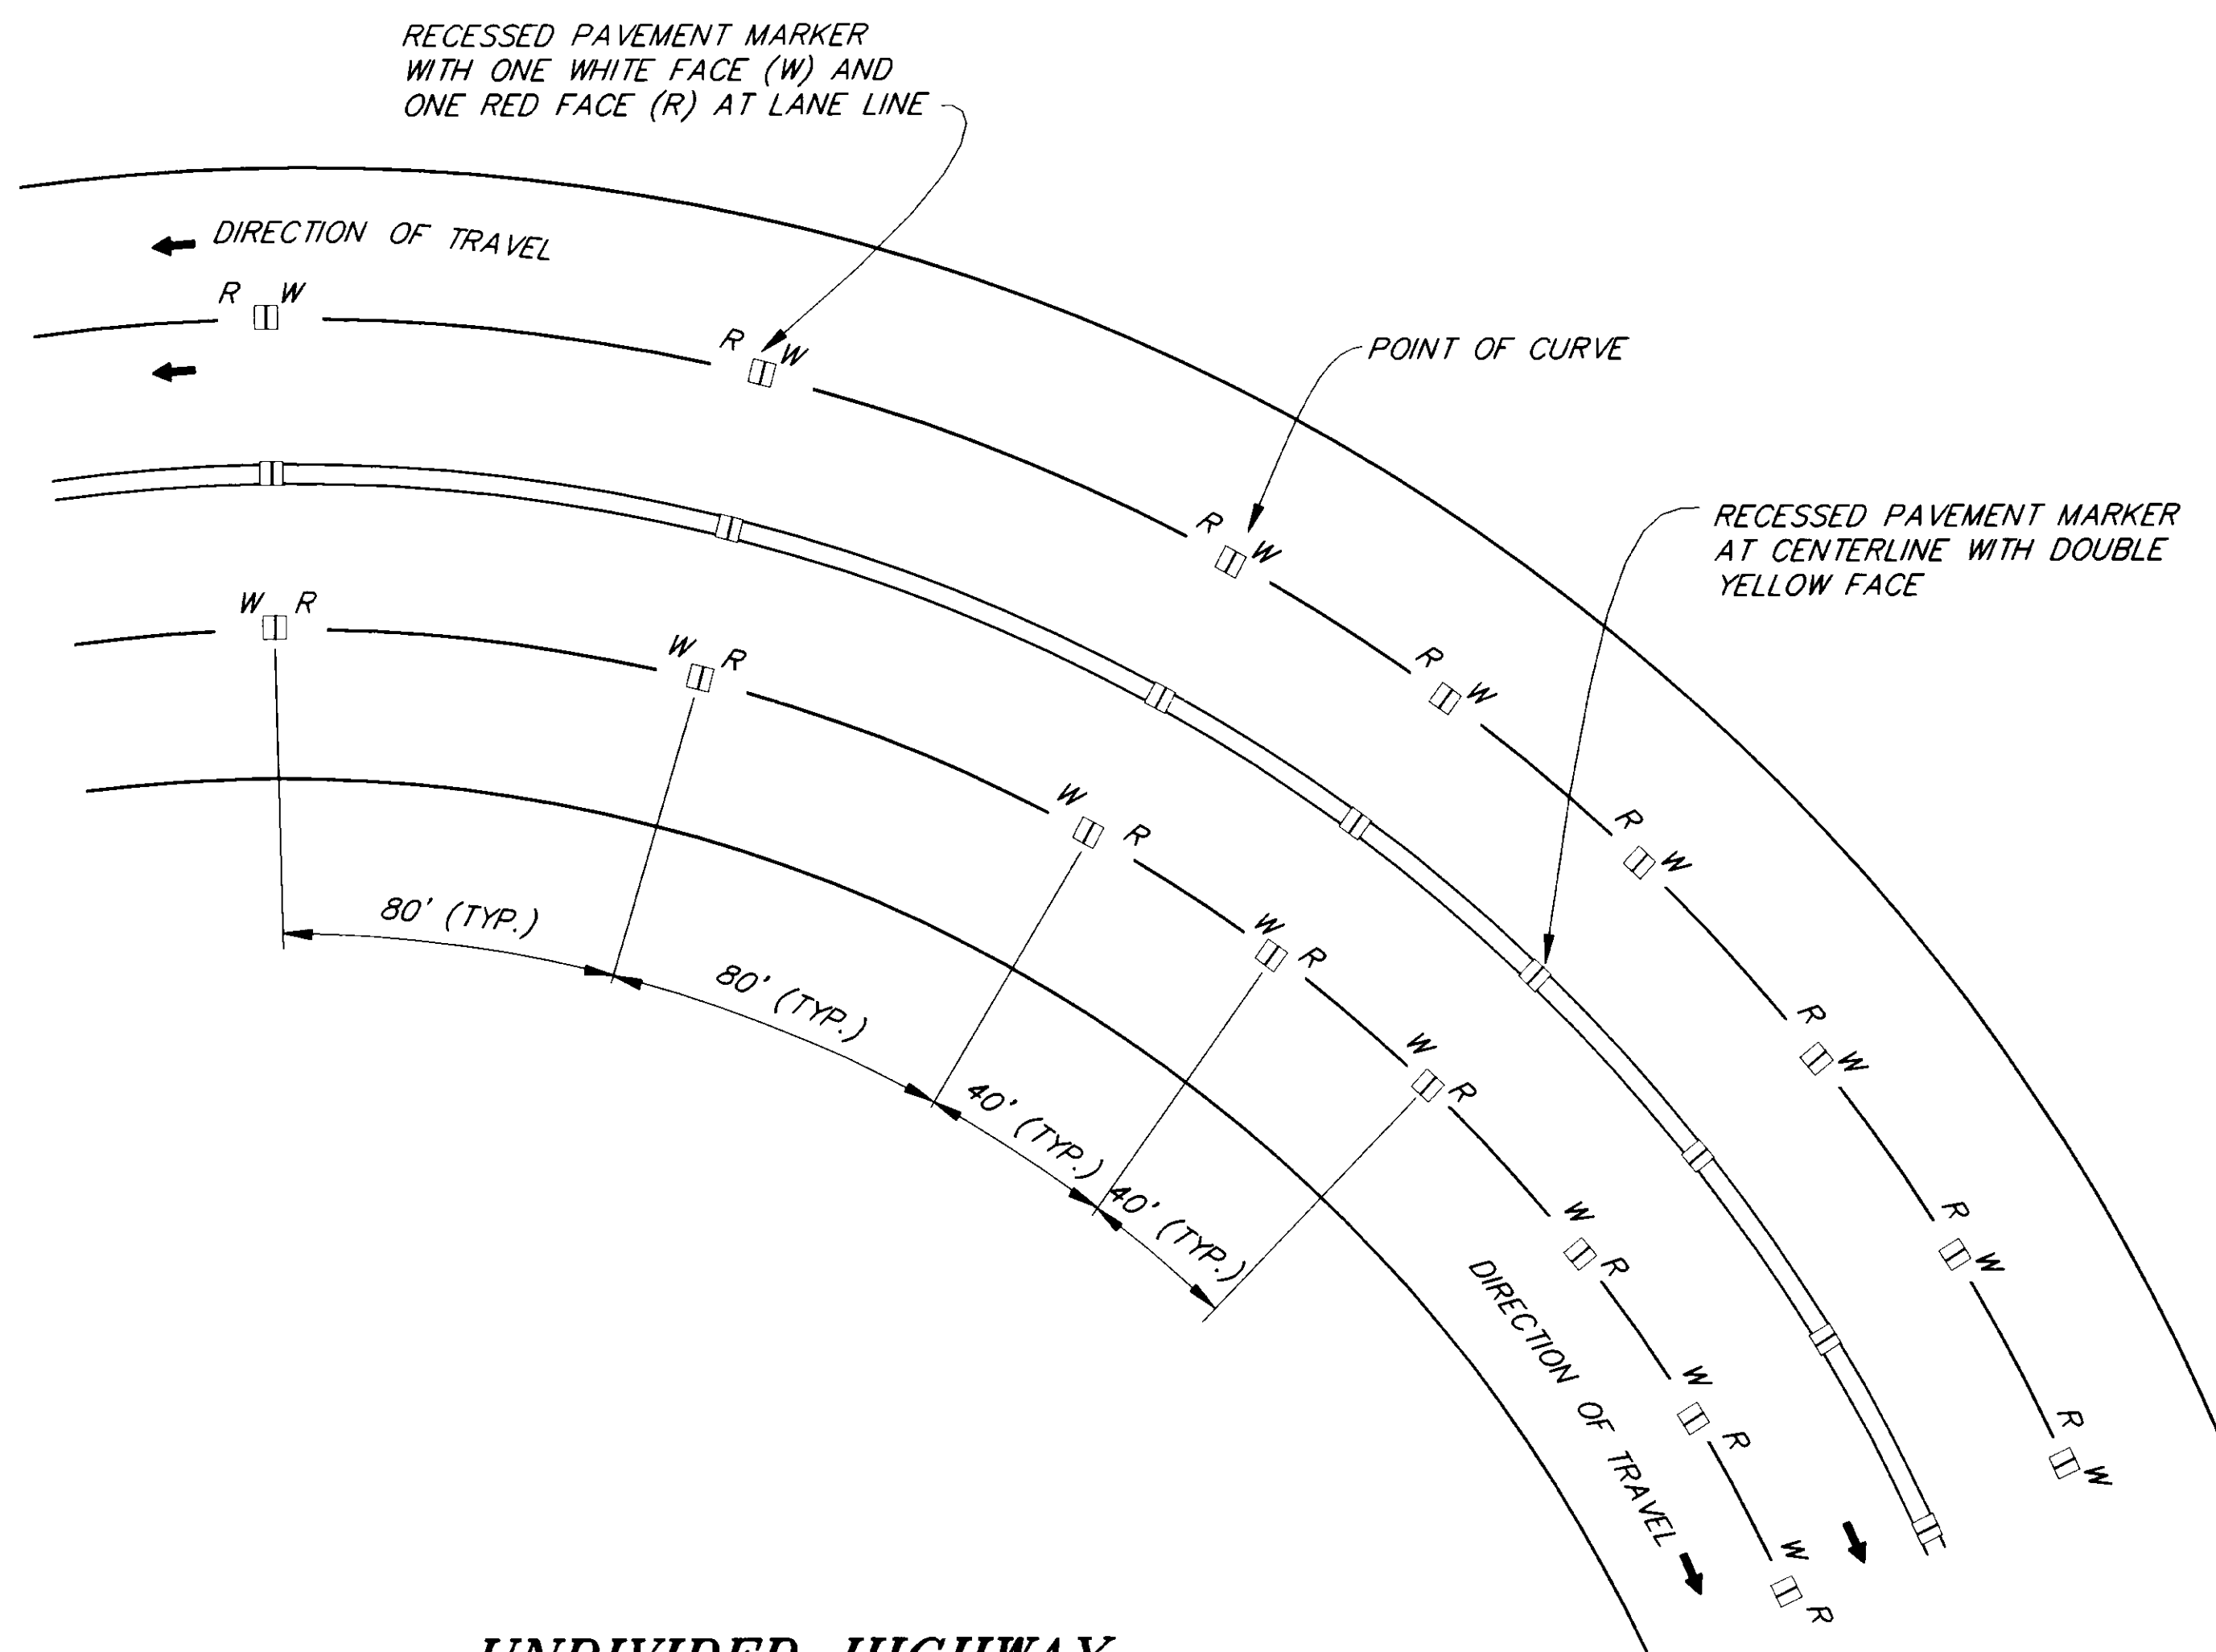 RECESSED PAVEMENT MARKER
WITH ONE WHITE FACE (W) AND
ONE RED FACE (R) AT LANE LINE
DIRECTION OF TRAVEL
R W
R W
POINT OF CURVE
R W
RECESSED PAVEMENT MARKER
AT CENTERLINE WITH DOUBLE
YELLOW FACE
W R
W R
R W
W R
R W
80' (TYP.)
W R
80' (TYP.)
R W
W R
40' (TYP.)
40' (TYP.)
W R
R W
DIRECTION OF TRAVEL
W R
R W
W R
UNDIVIDED HIGHWAY